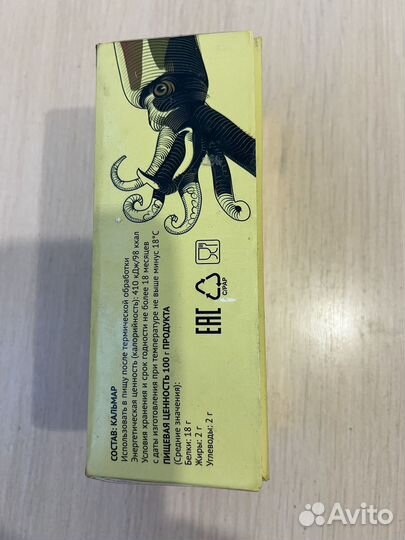 СОСТАВ: КАЛЬМАР
Использовать в пищу после термической обработки
Энергетическая ценность (калорийность): 410 кДж/98 ккал
Условия хранения и срок годности не более 18 месяцев
с даты изготовления при температуре не выше минус 18°С
ПИЩЕВАЯ ЦЕННОСТЬ 100 г ПРОДУКТА
(Средние значения):
Белки: 18 г
Жиры: 2 г
Углеводы: 2 г
EAC
C/PAP
Avito